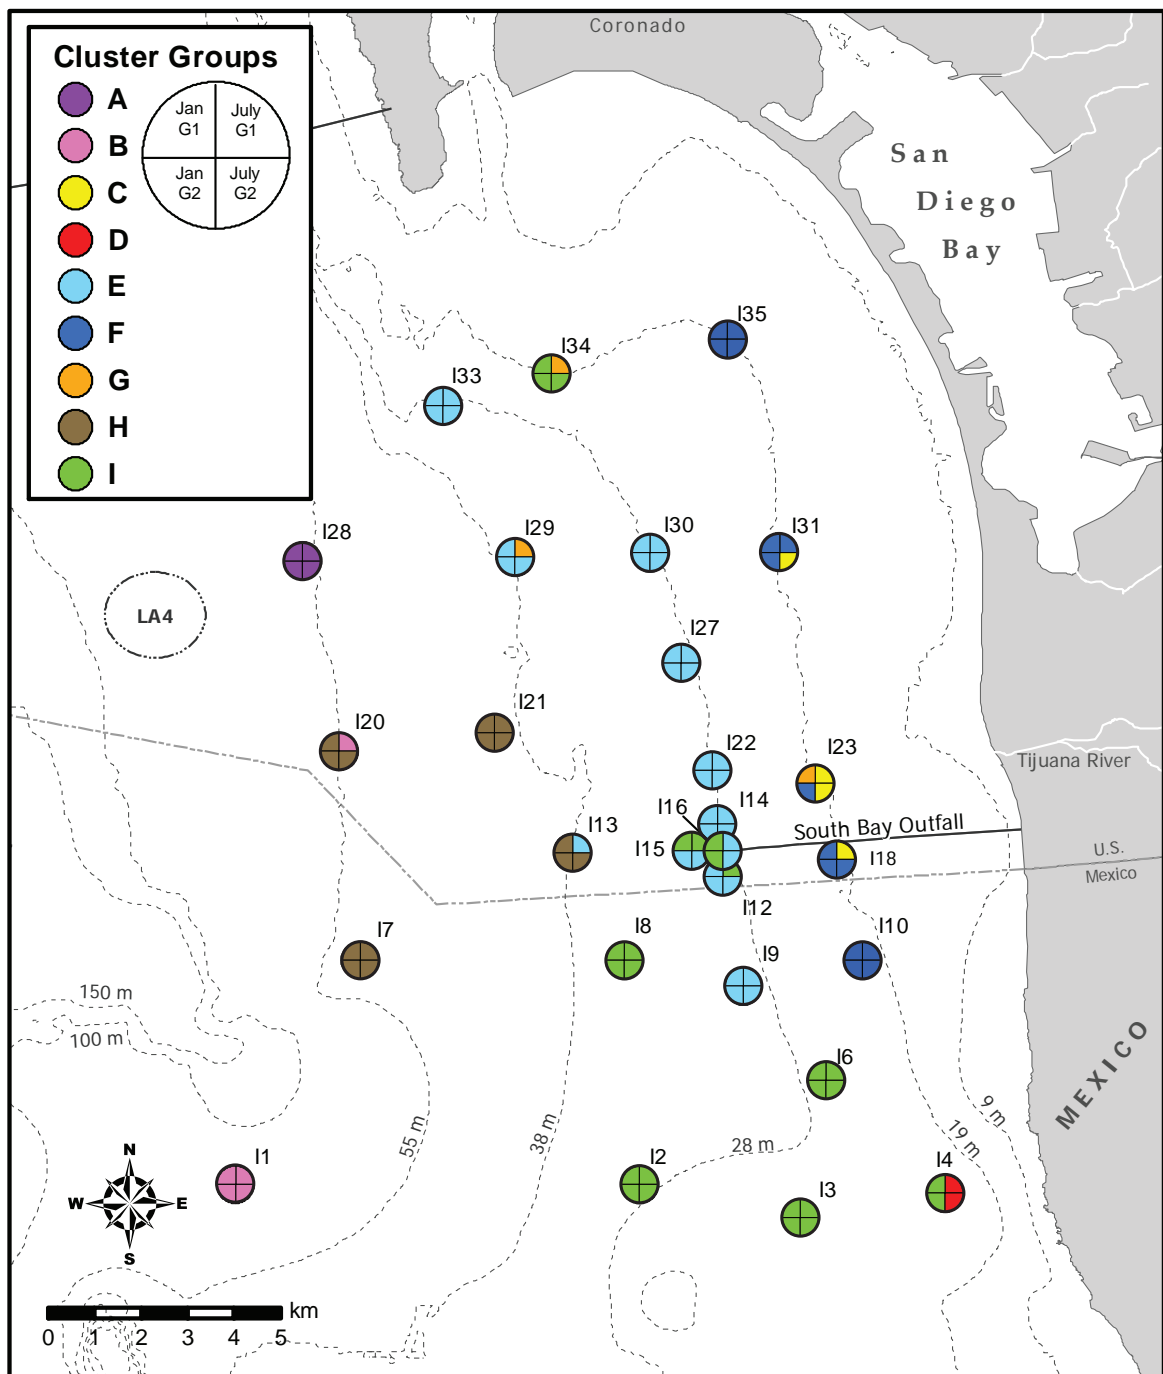 Coronado
Cluster Groups
A
B
C
D
E
F
G
H
I
Jan
G1
July
G1
Jan
G2
July
G2
San
Diego
Bay
I35
I34
I33
I28
I29
I30
I31
LA4
I27
I20
I21
I22
I23
Tijuana River
I16
I14
I13
I15
South Bay Outfall
I18
U.S.
Mexico
I12
I7
I8
I10
I9
150 m
100 m
I6
MEXICO
9 m
19 m
55 m
38 m
28 m
N
W
E
S
I1
I2
I3
I4
km
0 1 2 3 4 5